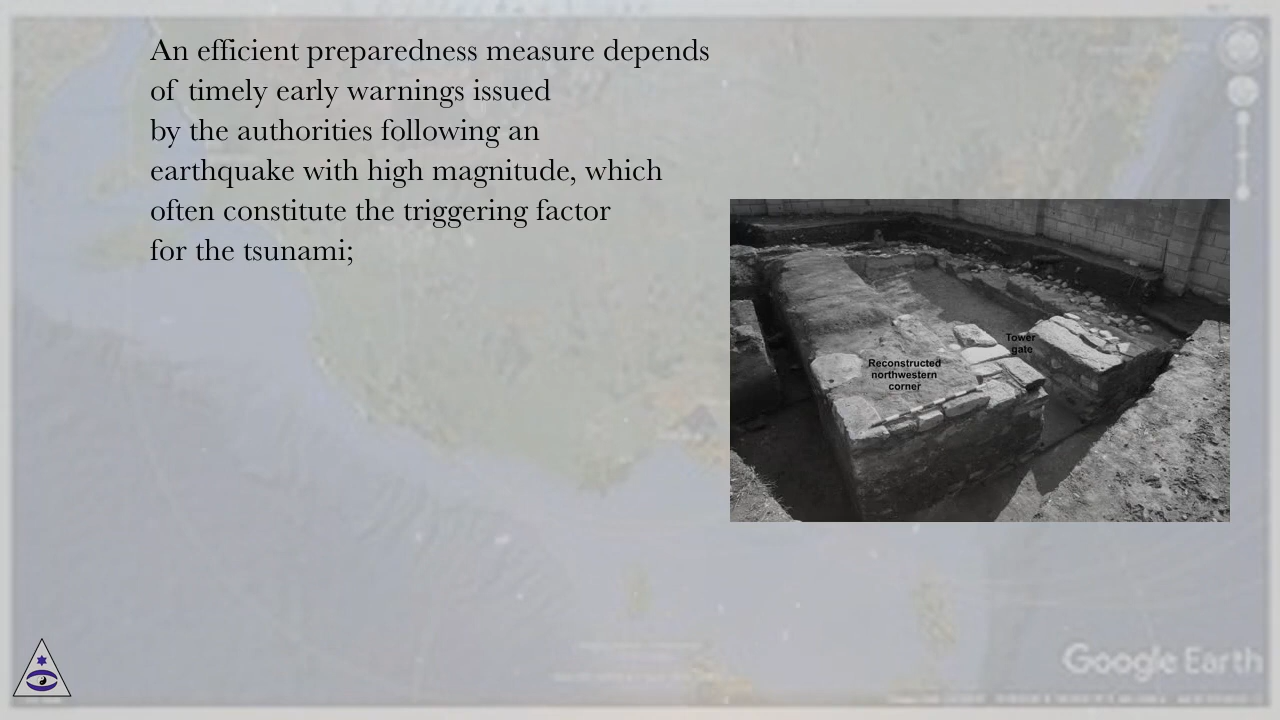 An efficient preparedness measure depends
of timely early warnings issued
by the authorities following an
earthquake with high magnitude, which
often constitute the triggering factor
for the tsunami;
Tower
gate
Reconstructed
northwestern
corner
Google Earth